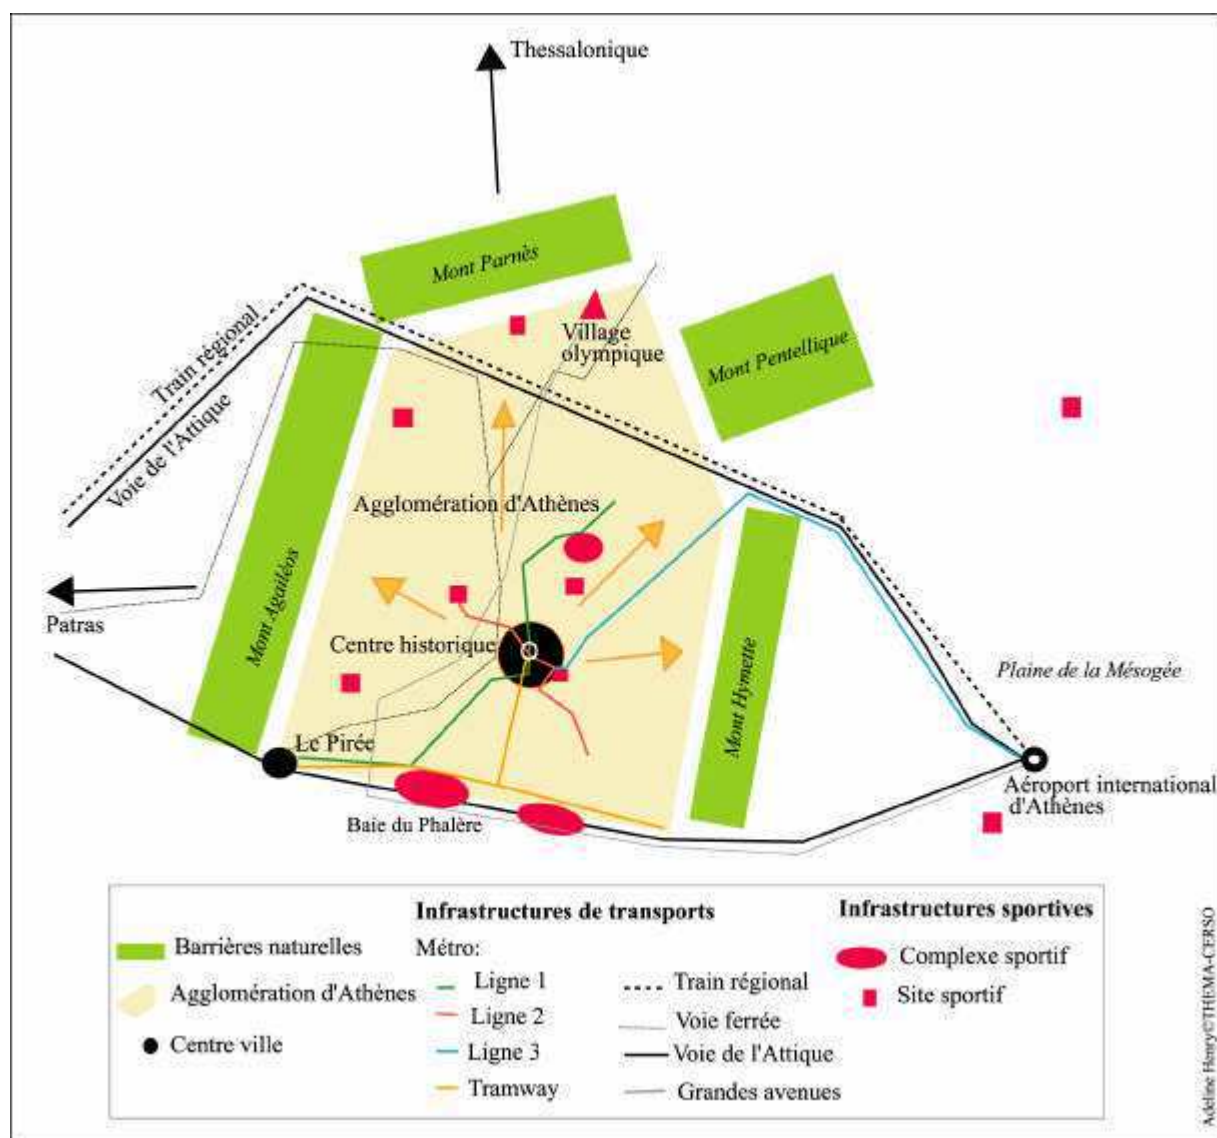 Thessalonique
Mont Parnès
Village
olympique
Mont Pentellique
Train régional
Voie de l'Attique
Agglomération d'Athènes
Mont Agailèos
Patras
Centre historique
Mont Hymette
Plaine de la Mésogée
Le Pirée
Aéroport international
d'Athènes
Baie du Phalère
Barrières naturelles
Agglomération d'Athènes
Centre ville
Infrastructures de transports
Métro:
Ligne 1
Ligne 2
Ligne 3
Tramway
Train régional
Voie ferrée
Voie de l'Attique
Grandes avenues
Infrastructures sportives
Complexe sportif
Site sportif
Adeline Henry©THEMA-CERSO